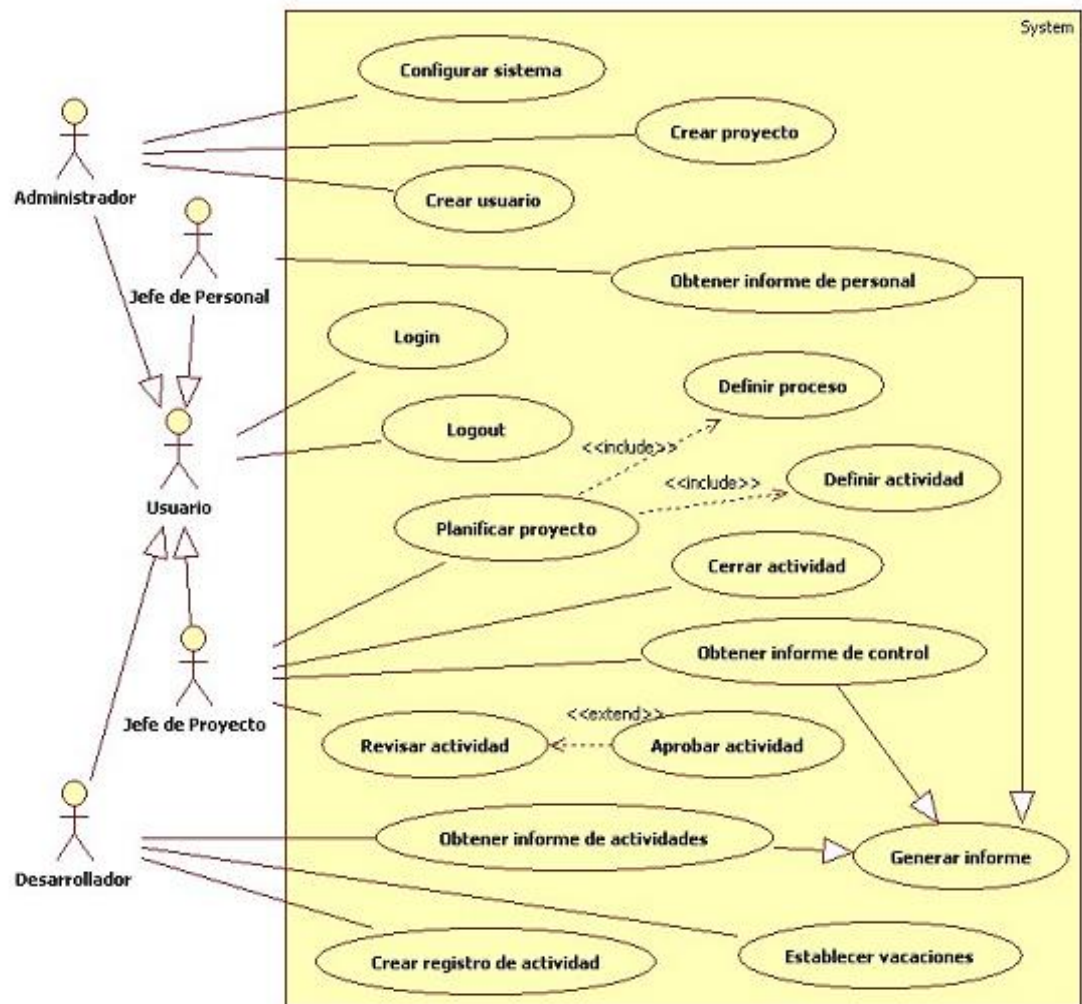 System
Configurar sistema
Crear proyecto
Administrador
Crear usuario
Obtener informe de personal
Jefe de Personal
Login
Definir proceso
Logout
<<include>>
<<include>>
Definir actividad
Usuario
Planificar proyecto
Cerrar actividad
Obtener informe de control
Jefe de Proyecto
<<extend>>
Revisar actividad
Aprobar actividad
Obtener informe de actividades
Generar informe
Desarrollador
Establecer vacaciones
Crear registro de actividad